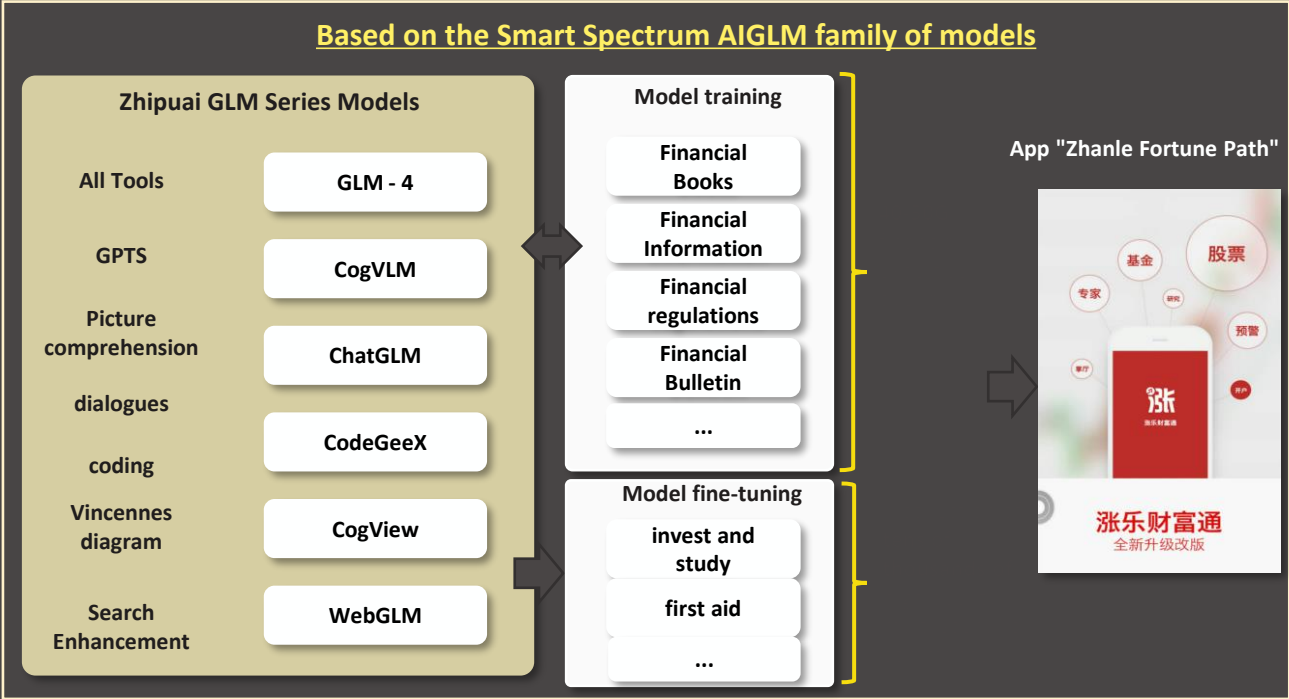 Based on the Smart Spectrum AIGLM family of models
Zhipuai GLM Series Models
All Tools
GLM - 4
GPTS
CogVLM
Picture
comprehension
ChatGLM
dialogues
CodeGeeX
coding
Vincennes
diagram
CogView
Search
Enhancement
WebGLM
Model training
Financial
Books
Financial
Information
Financial
regulations
Financial
Bulletin
...
Model fine-tuning
invest and
study
first aid
...
App "Zhanle Fortune Path"
股票
基金
专家
研究
预警
开户
涨
涨乐财富通
涨乐财富通
全新升级改版